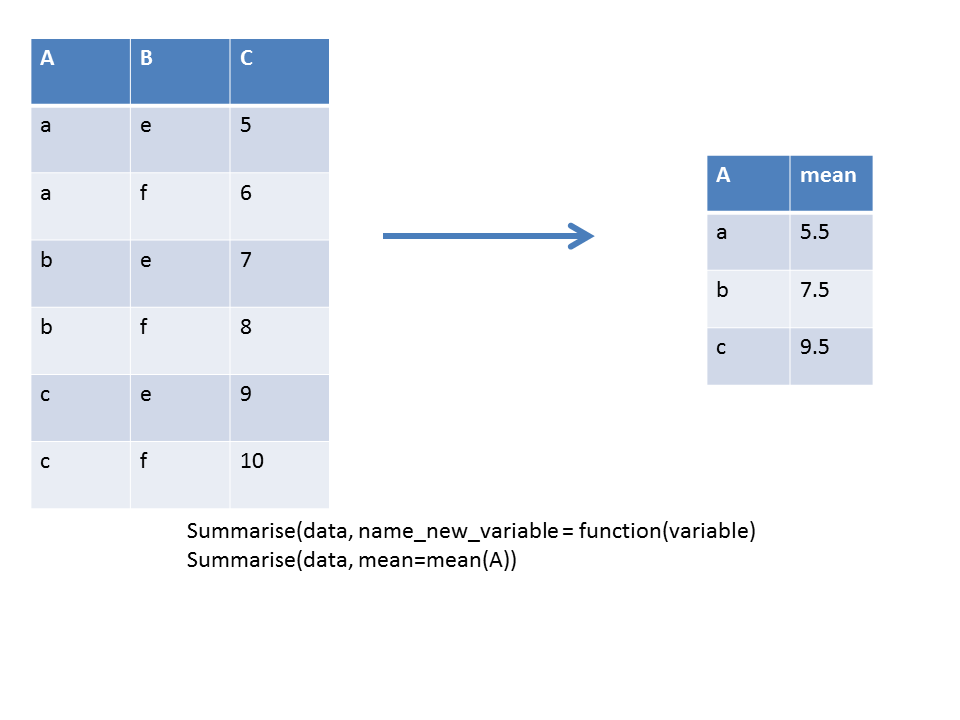 A B C
a e 5
a f 6
b e 7
b f 8
c e 9
c f 10
A mean
a 5.5
b 7.5
c 9.5
Summarise(data, name_new_variable = function(variable)
Summarise(data, mean=mean(A))